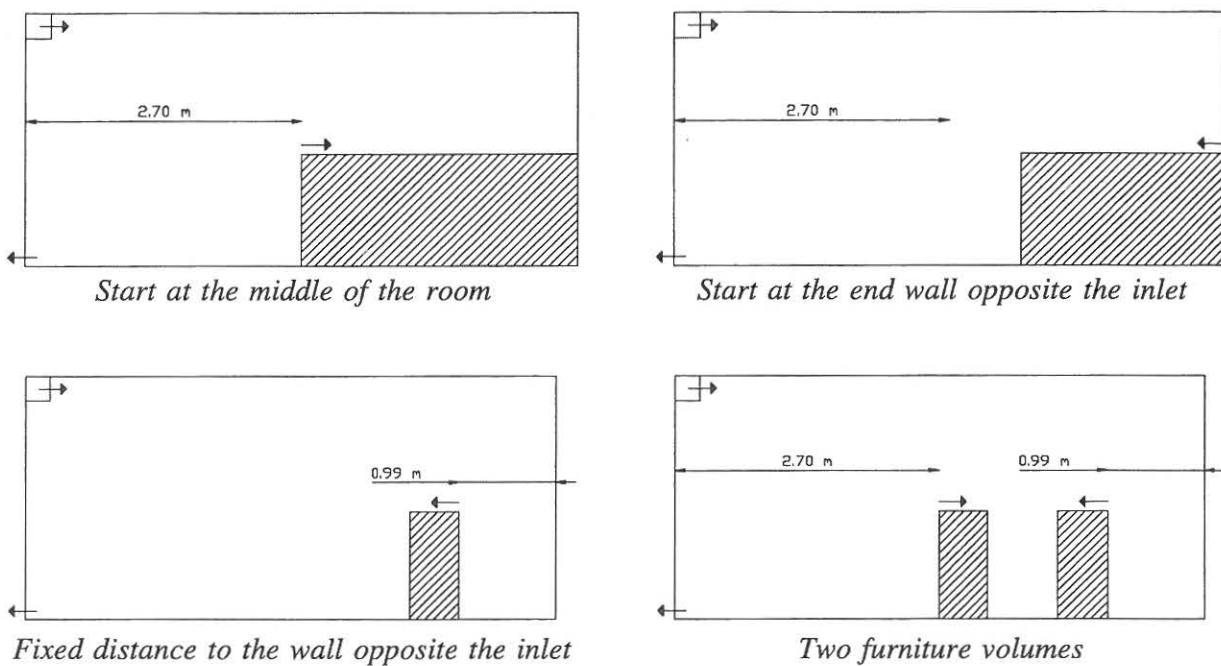 2.70 m
2.70 m
Start at the middle of the room
Start at the end wall opposite the inlet
0.99 m
2.70 m
0.99 m
Fixed distance to the wall opposite the inlet
Two furniture volumes